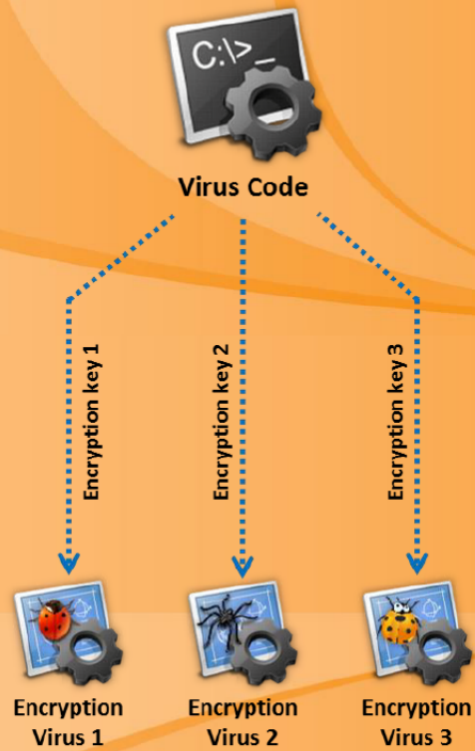 C:\>_
Virus Code
Encryption key 1
Encryption key 2
Encryption key 3
Encryption
Virus 1
Encryption
Virus 2
Encryption
Virus 3